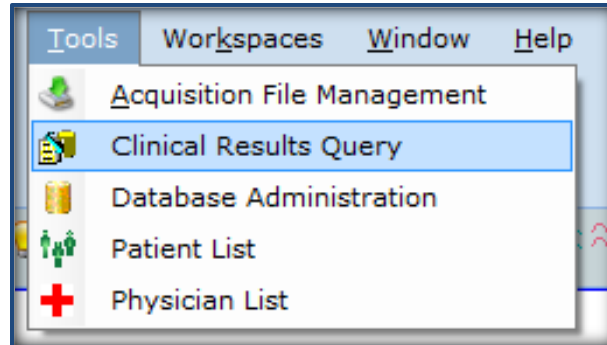 Tools Workspaces Window Help
Acquisition File Management
Clinical Results Query
Database Administration
Patient List
Physician List